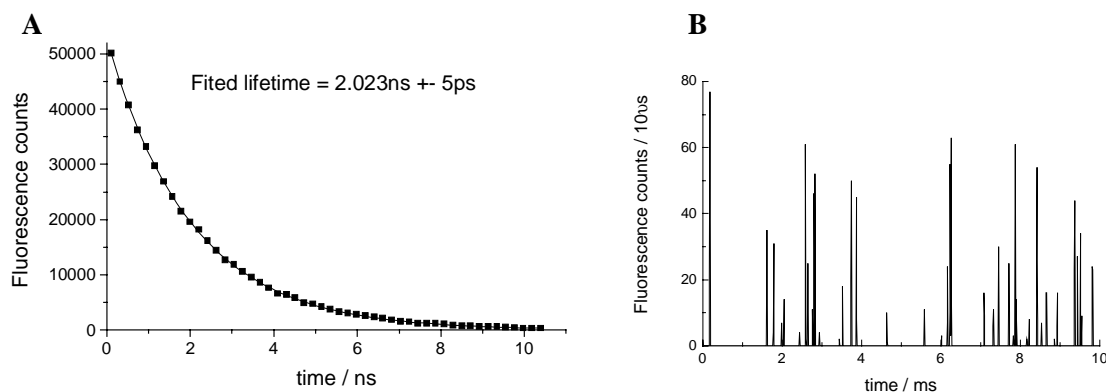 A
50000
40000
30000
20000
10000
0
Fluorescence counts
Fited lifetime = 2.023ns +- 5ps
0 2 4 6 8 10
time / ns
B
80
60
40
20
0
Fluorescence counts / 10υs
0 2 4 6 8 10
time / ms